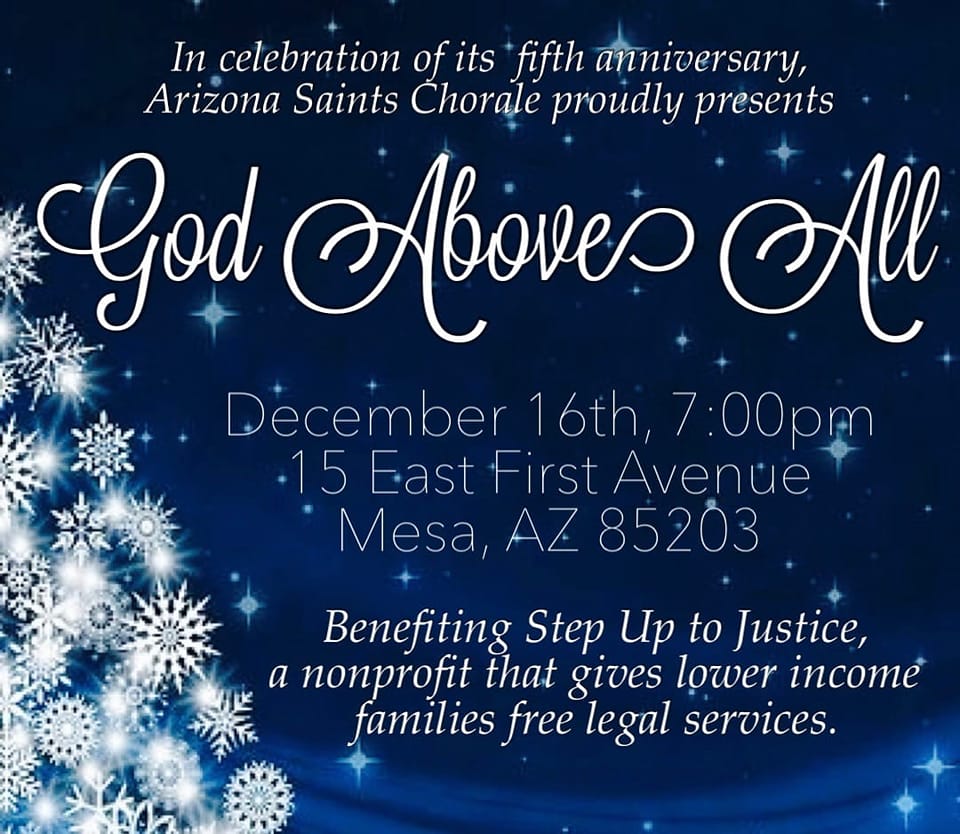 In celebration of its fifth anniversary,
Arizona Saints Chorale proudly presents
God Above All
December 16th, 7:00pm
15 East First Avenue
Mesa, AZ 85203
Benefiting Step Up to Justice,
a nonprofit that gives lower income
families free legal services.